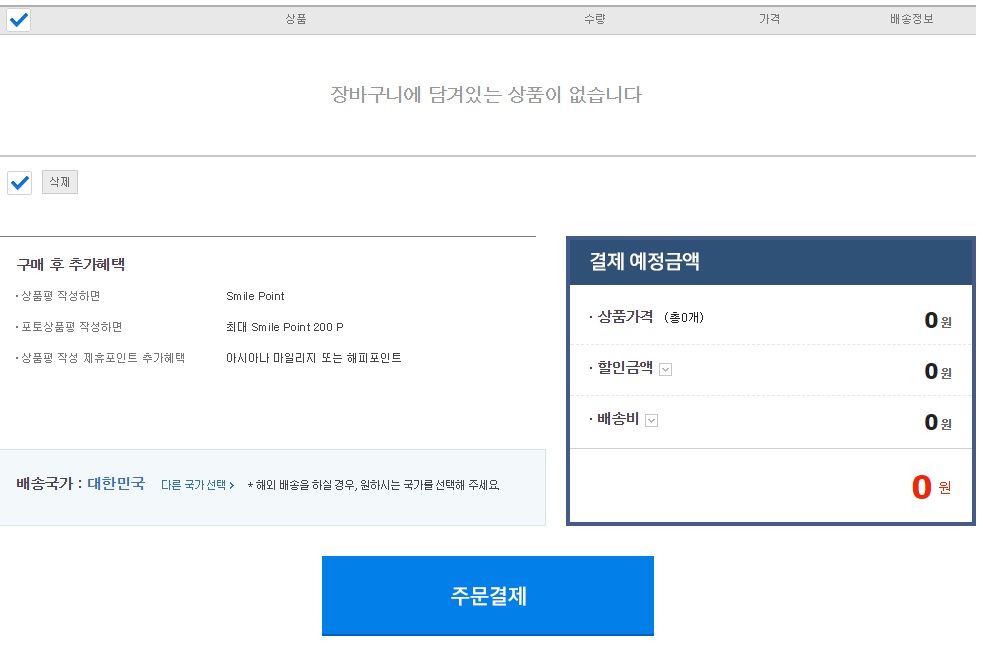 상품 수량 가격 배송정보
장바구니에 담겨있는 상품이 없습니다
삭제
구매 후 추가혜택
· 상품평 작성하면 Smile Point
· 포토상품평 작성하면 최대 Smile Point 200 P
· 상품평 작성 제휴포인트 추가혜택 아시아나 마일리지 또는 해피포인트
배송국가 : 대한민국 다른 국가 선택 > * 해외 배송을 하실 경우, 원하시는 국가를 선택해 주세요.
결제 예정금액
· 상품가격 (총0개) 0 원
· 할인금액 0 원
· 배송비 0 원
0 원
주문결제